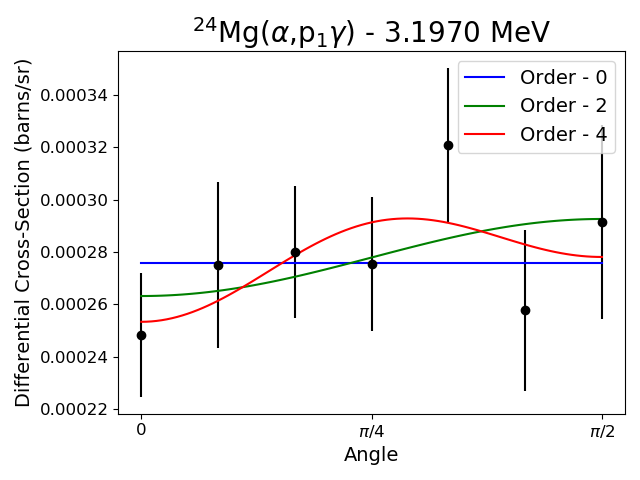 ²⁴Mg(α,p₁γ) - 3.1970 MeV
Differential Cross-Section (barns/sr)
0.00034
0.00032
0.00030
0.00028
0.00026
0.00024
0.00022
Order - 0
Order - 2
Order - 4
0 π/4 π/2
Angle